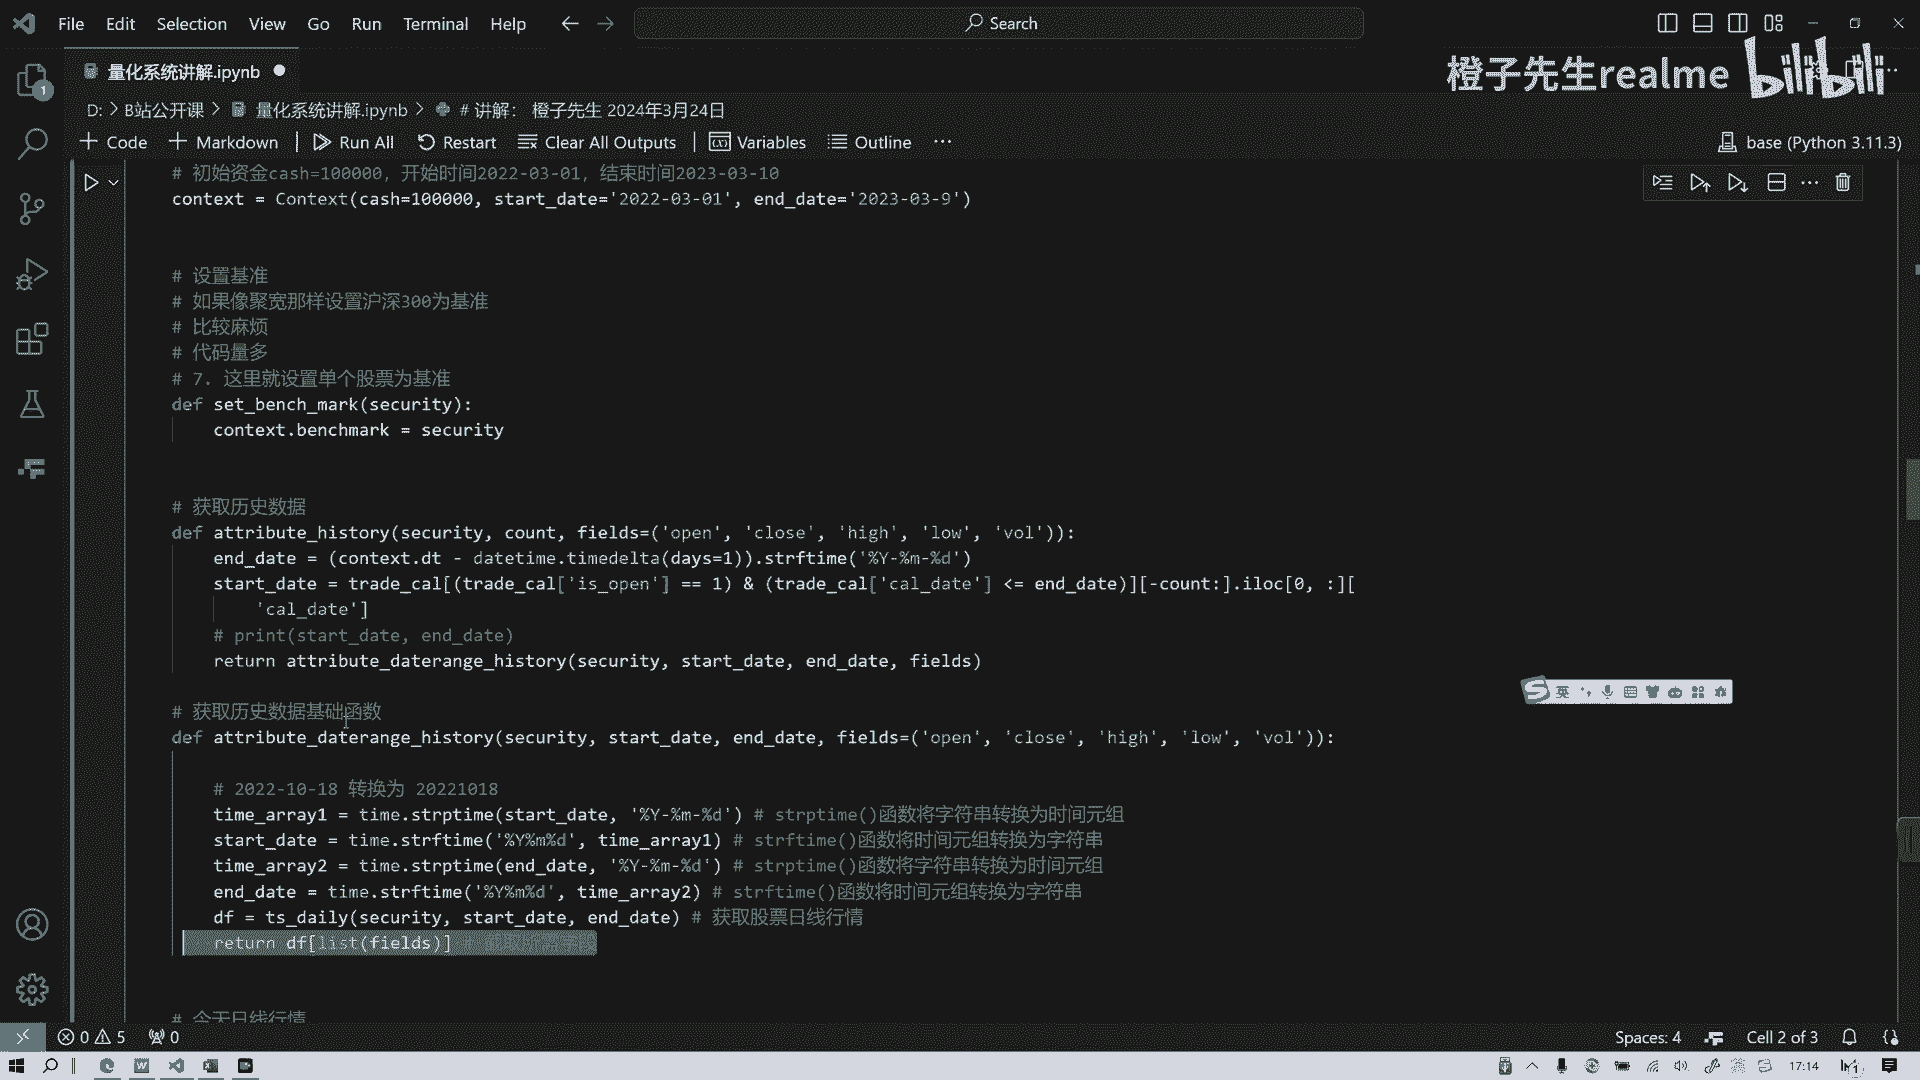 File Edit Selection View Go Run Terminal Help
Search
量化系统讲解.ipynb
橙子先生realme bilibili
D: > B站公开课 > 量化系统讲解.ipynb > # 讲解： 橙子先生 2024年3月24日
+ Code + Markdown Run All Restart Clear All Outputs Variables Outline ...
base (Python 3.11.3)
# 初始资金cash=100000，开始时间2022-03-01，结束时间2023-03-10
context = Context(cash=100000, start_date='2022-03-01', end_date='2023-03-9')
# 设置基准
# 如果像聚宽那样设置沪深300为基准
# 比较麻烦
# 代码量多
# 7. 这里就设置单个股票为基准
def set_bench_mark(security):
context.benchmark = security
# 获取历史数据
def attribute_history(security, count, fields=('open', 'close', 'high', 'low', 'vol')):
end_date = (context.dt - datetime.timedelta(days=1)).strftime('%Y-%m-%d')
start_date = trade_cal[(trade_cal['is_open'] == 1) & (trade_cal['cal_date'] <= end_date)][-count:].iloc[0, :][
'cal_date']
# print(start_date, end_date)
return attribute_daterange_history(security, start_date, end_date, fields)
# 获取历史数据基础函数
def attribute_daterange_history(security, start_date, end_date, fields=('open', 'close', 'high', 'low', 'vol')):
# 2022-10-18 转换为 20221018
time_array1 = time.strptime(start_date, '%Y-%m-%d') # strptime()函数将字符串转换为时间元组
start_date = time.strftime('%Y%m%d', time_array1) # strftime()函数将时间元组转换为字符串
time_array2 = time.strptime(end_date, '%Y-%m-%d') # strptime()函数将字符串转换为时间元组
end_date = time.strftime('%Y%m%d', time_array2) # strftime()函数将时间元组转换为字符串
df = ts_daily(security, start_date, end_date) # 获取股票日线行情
return df[list(fields)] #
# 今天日线行情
英
0 5 0
Spaces: 4
Cell 2 of 3
17:14